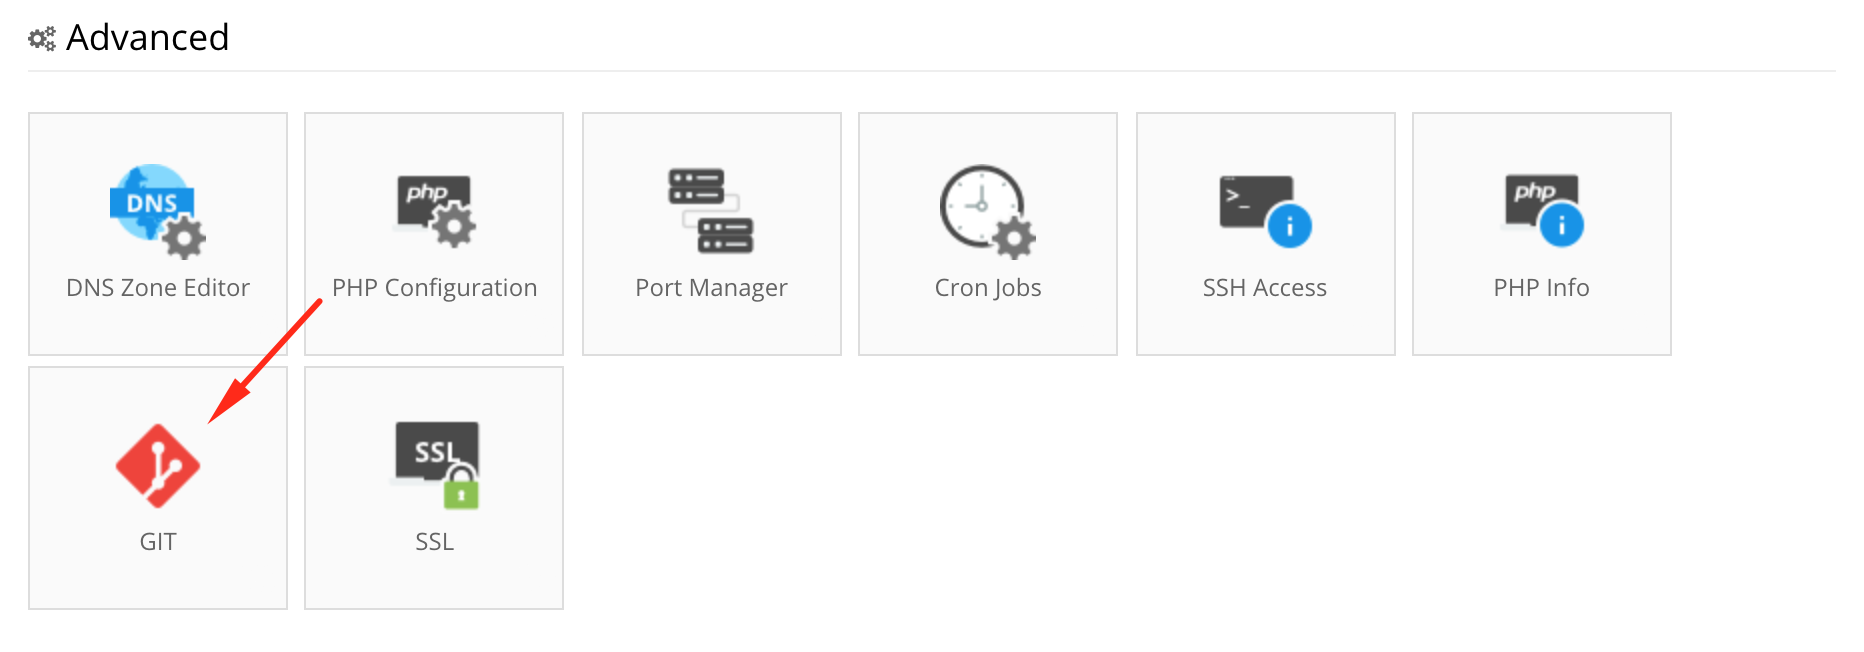 Advanced
DNS
php
>_
i
php
i
DNS Zone Editor
PHP Configuration
Port Manager
Cron Jobs
SSH Access
PHP Info
SSL
GIT
SSL